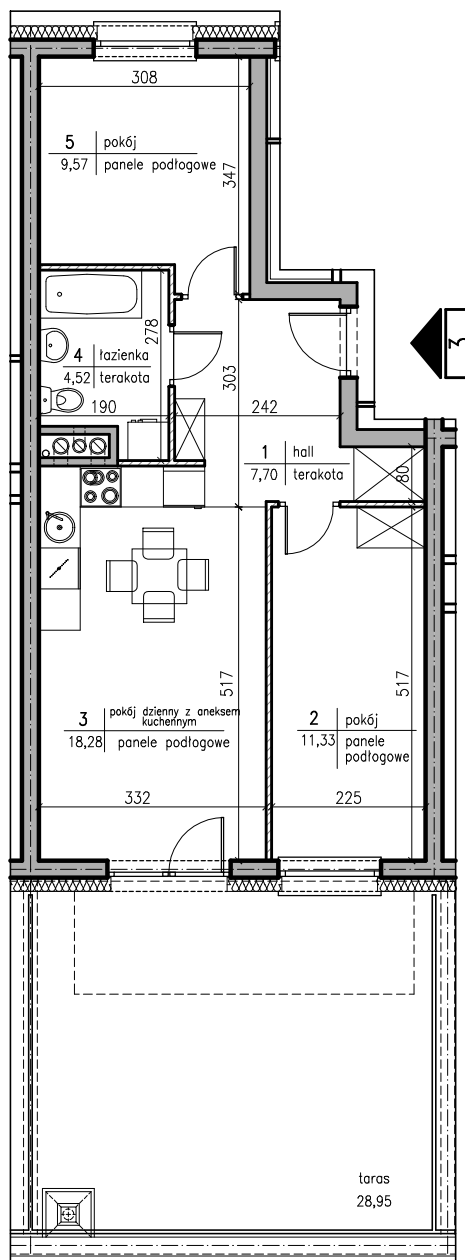 308
5 pokój
9,57 panele podłogowe
347
4 łazienka
4,52 terakota
278
190
303
242
3
1 hall
7,70 terakota
80
517
517
3 pokój dzienny z aneksem
kuchennym
18,28 panele podłogowe
2 pokój
11,33 panele
podłogowe
332
225
taras
28,95